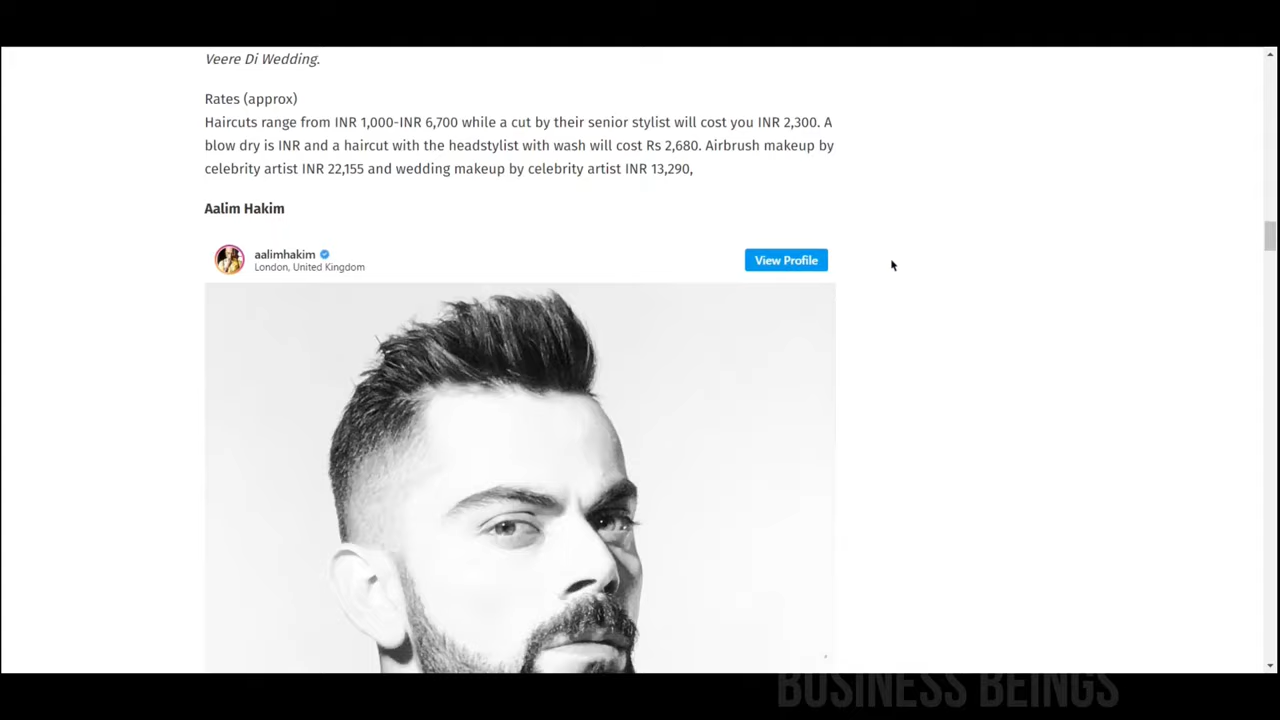 Veere Di Wedding.
Rates (approx)
Haircuts range from INR 1,000-INR 6,700 while a cut by their senior stylist will cost you INR 2,300. A
blow dry is INR and a haircut with the headstylist with wash will cost Rs 2,680. Airbrush makeup by
celebrity artist INR 22,155 and wedding makeup by celebrity artist INR 13,290,
Aalim Hakim
aalimhakim
View Profile
London, United Kingdom
BUSINESS BEINGS